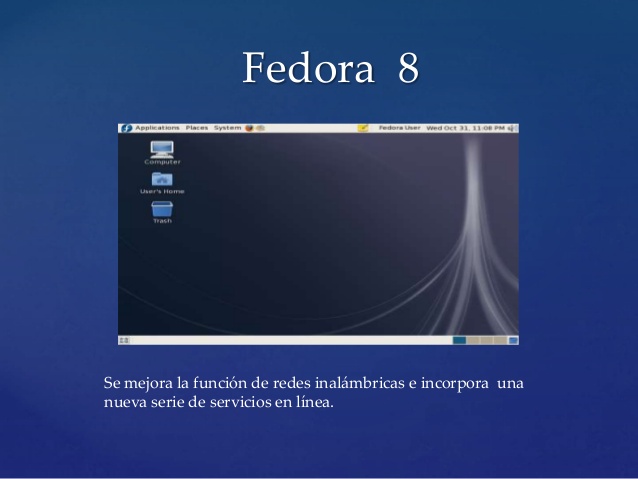 Fedora 8
Applications Places System
Fedora User Wed Oct 31, 11:08 PM
Computer
User's Home
Trash
Se mejora la función de redes inalámbricas e incorpora una
nueva serie de servicios en línea.